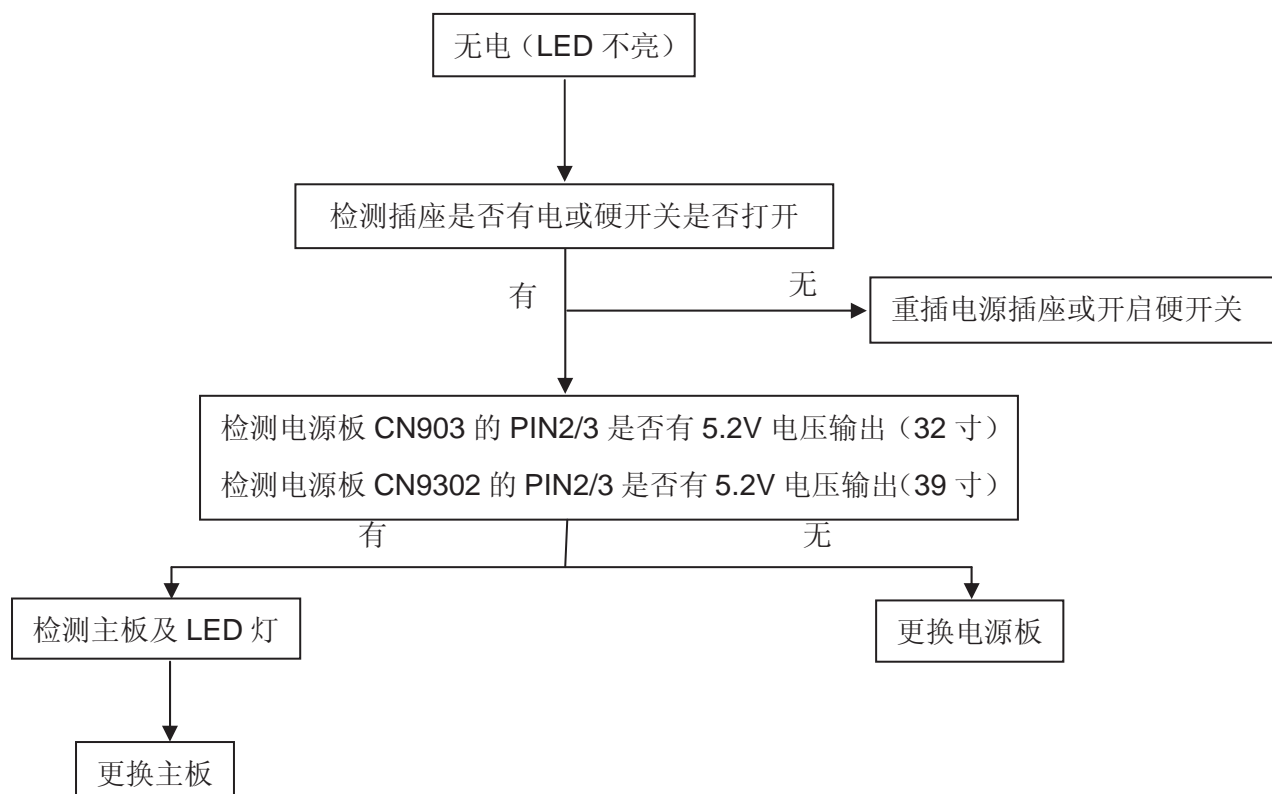 无电（LED 不亮）
检测插座是否有电或硬开关是否打开
有
无
重插电源插座或开启硬开关
检测电源板 CN903 的 PIN2/3 是否有 5.2V 电压输出（32 寸）
检测电源板 CN9302 的 PIN2/3 是否有 5.2V 电压输出（39 寸）
有
无
检测主板及 LED 灯
更换电源板
更换主板